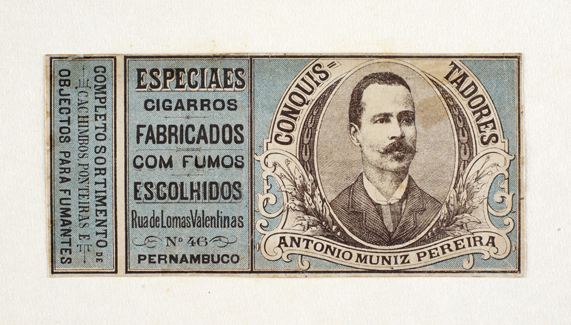 COMPLETO SORTIMENTO DE
CACHIMBOS, PONTEIRAS E
OBJECTOS PARA FUMANTES
ESPECIAES
CIGARROS
FABRICADOS
COM FUMOS
ESCOLHIDOS
Rua de Lomas Valentinas
Nº 46
PERNAMBUCO
CONQUIS=
TADORES
ANTONIO MUNIZ PEREIRA